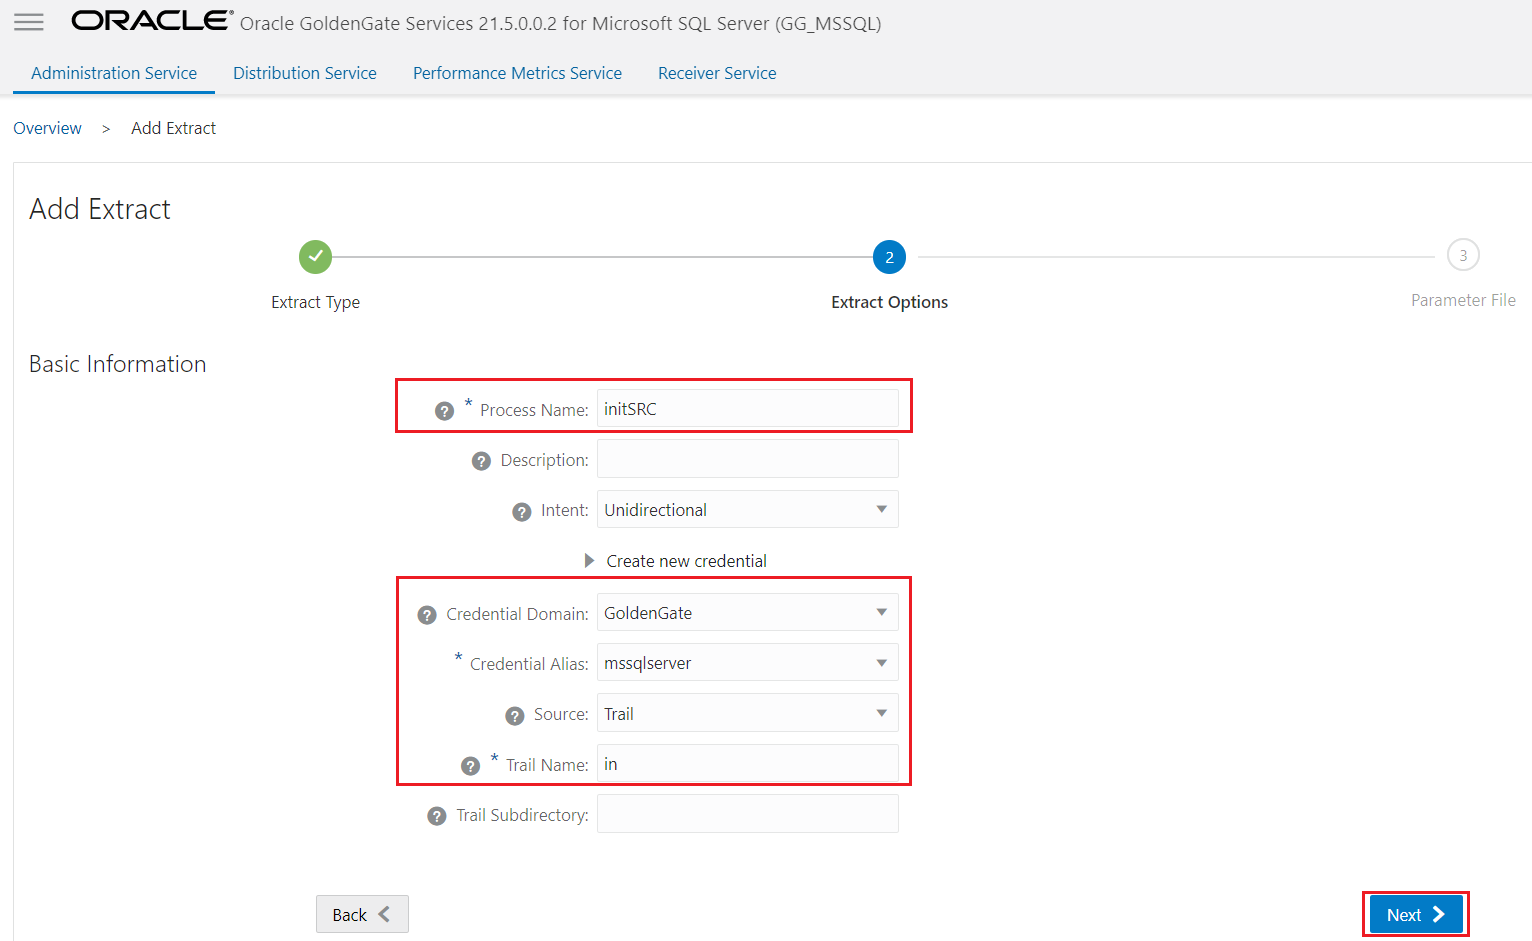 ORACLE® Oracle GoldenGate Services 21.5.0.0.2 for Microsoft SQL Server (GG_MSSQL)
Administration Service Distribution Service Performance Metrics Service Receiver Service
Overview > Add Extract
Add Extract
2 3
Extract Type Extract Options Parameter File
Basic Information
? * Process Name: initSRC
? Description:
? Intent: Unidirectional
Create new credential
? Credential Domain: GoldenGate
* Credential Alias: mssqlserver
? Source: Trail
? * Trail Name: in
? Trail Subdirectory:
Back Next